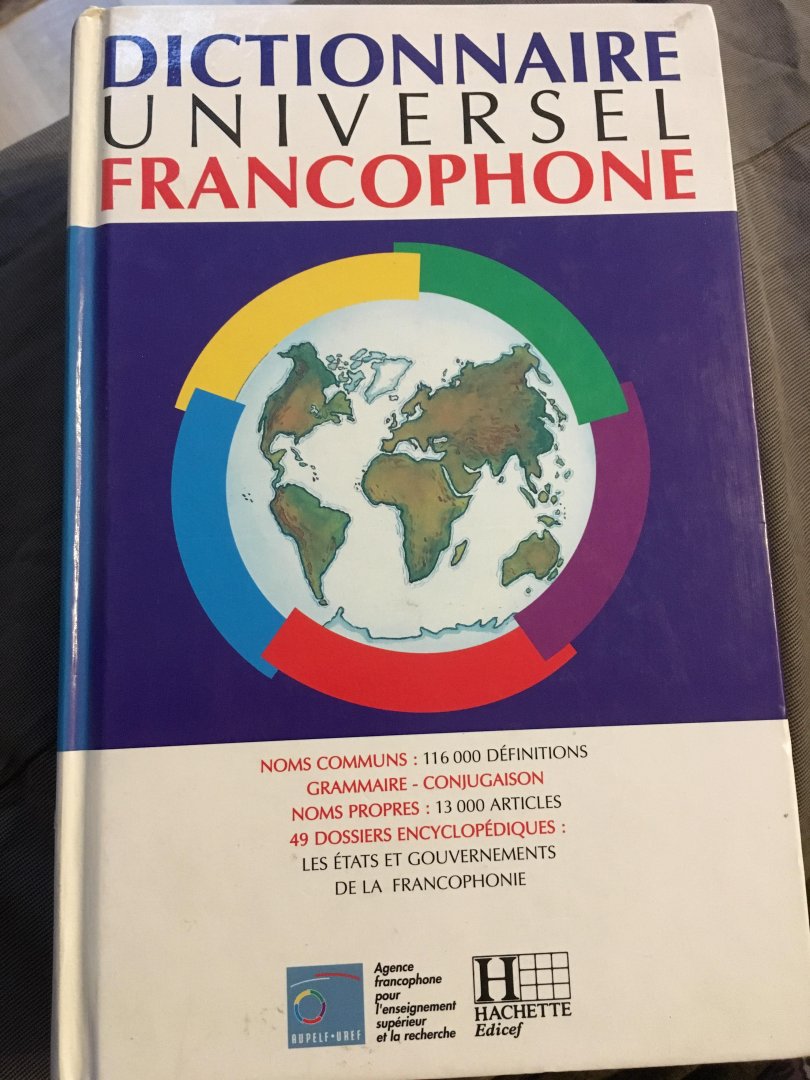 DICTIONNAIRE
UNIVERSEL
FRANCOPHONE
NOMS COMMUNS : 116 000 DÉFINITIONS
GRAMMAIRE - CONJUGAISON
NOMS PROPRES : 13 000 ARTICLES
49 DOSSIERS ENCYCLOPÉDIQUES :
LES ÉTATS ET GOUVERNEMENTS
DE LA FRANCOPHONIE
AUPELF•UREF
Agence
francophone
pour
l'enseignement
supérieur
et la recherche
H
HACHETTE
Edicef